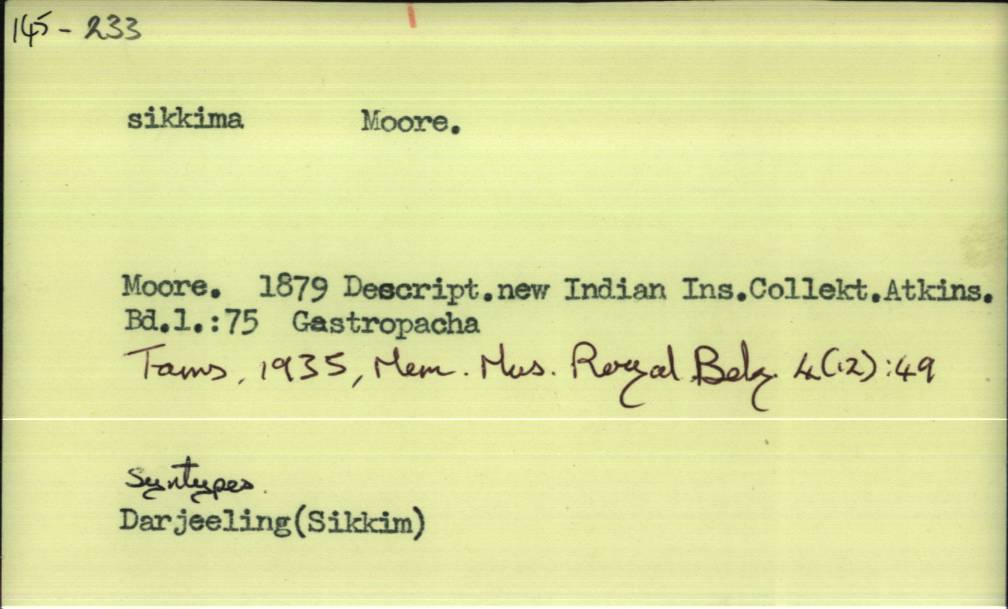 145 - 233
sikkima Moore.
Moore. 1879 Descript.new Indian Ins.Collekt.Atkins.
Bd.1.:75 Gastropacha
Tams, 1935, Mem. Mus. Royal Belg. 4(12):49
Syntypes.
Darjeeling(Sikkim)